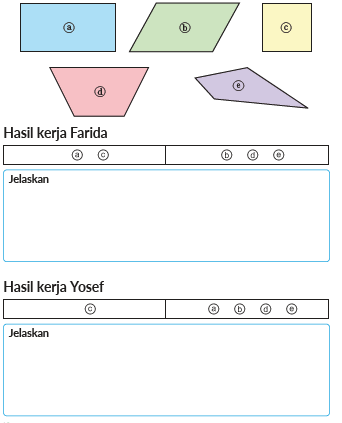 ⓐ ⓑ ⓒ
ⓓ ⓔ
Hasil kerja Farida
ⓐ ⓒ ⓑ ⓓ ⓔ
Jelaskan
Hasil kerja Yosef
ⓒ ⓐ ⓑ ⓓ ⓔ
Jelaskan